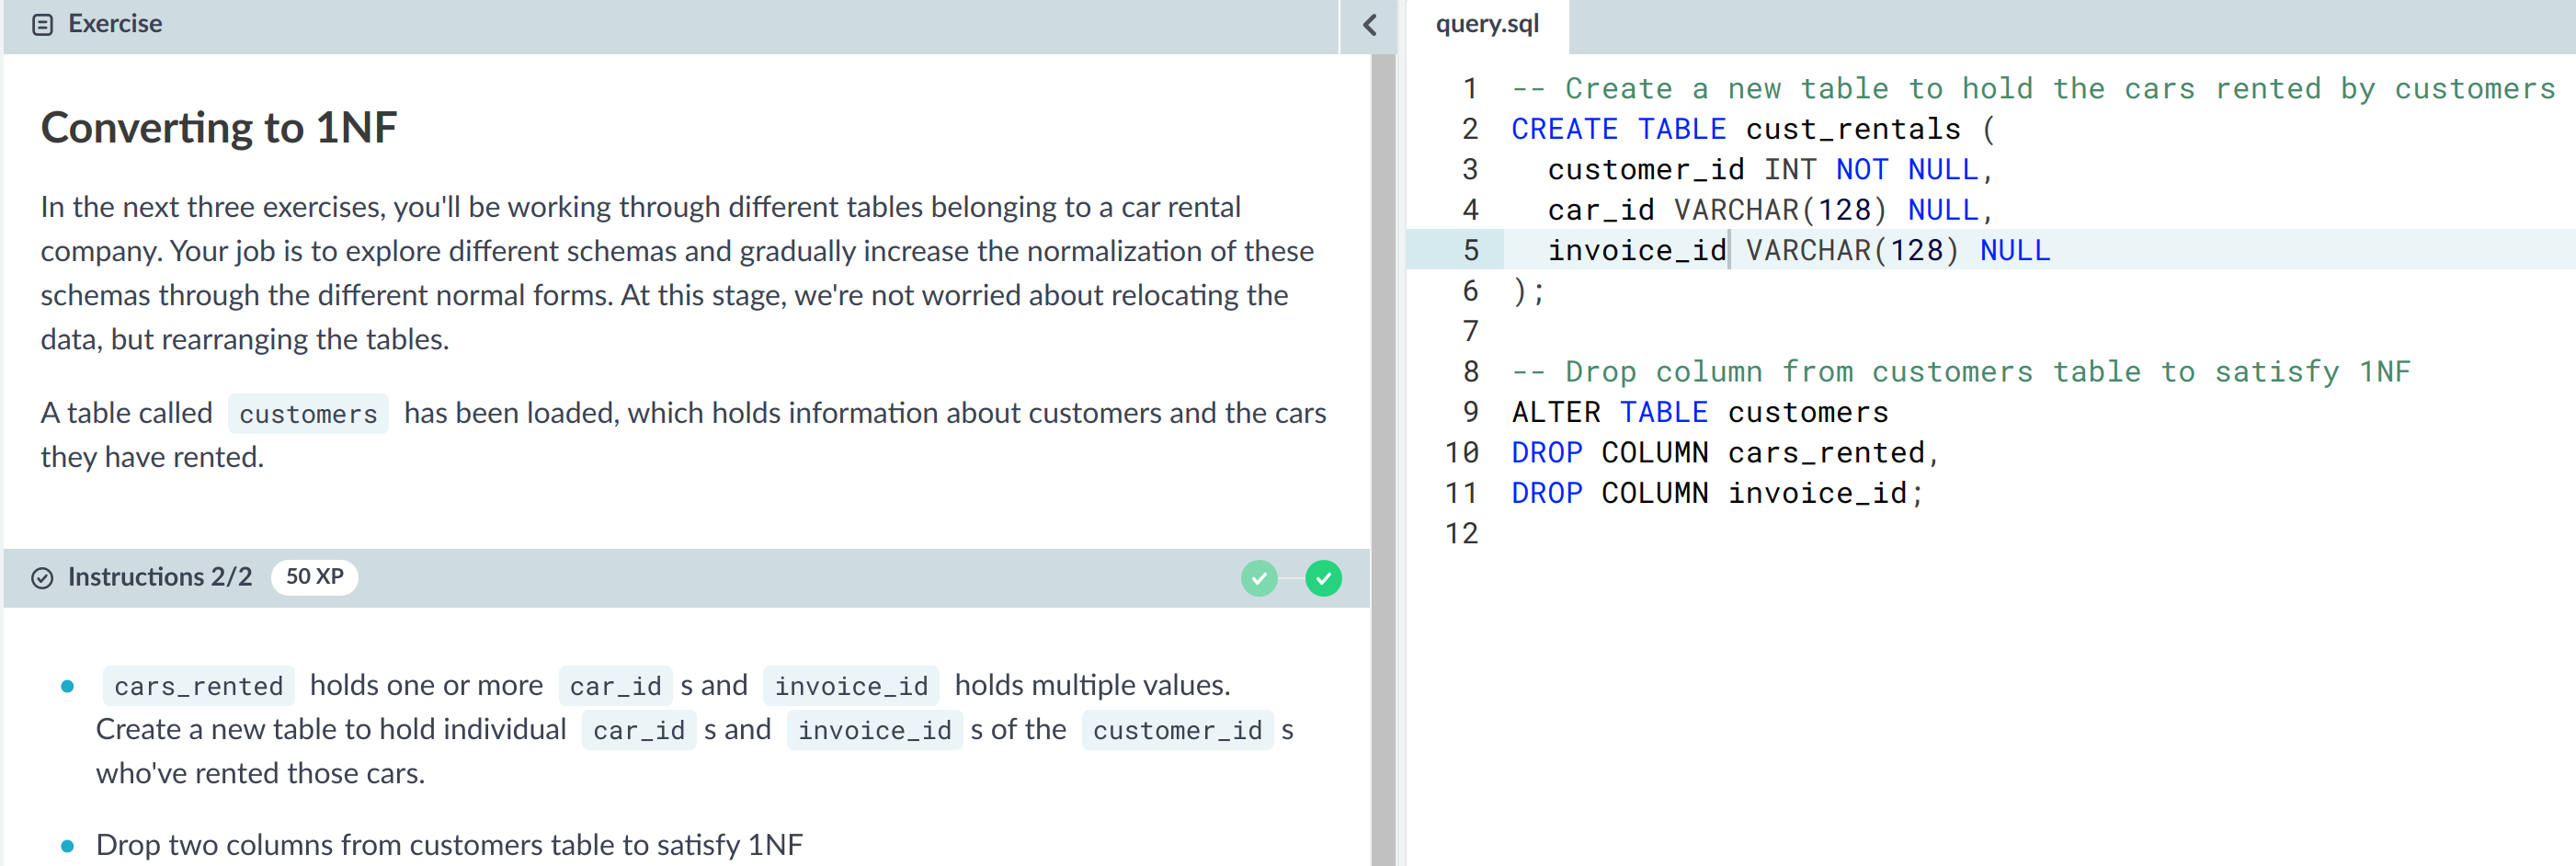 Exercise
Converting to 1NF
In the next three exercises, you'll be working through different tables belonging to a car rental
company. Your job is to explore different schemas and gradually increase the normalization of these
schemas through the different normal forms. At this stage, we're not worried about relocating the
data, but rearranging the tables.
A table called customers has been loaded, which holds information about customers and the cars
they have rented.
Instructions 2/2 50 XP
cars_rented holds one or more car_id s and invoice_id holds multiple values.
Create a new table to hold individual car_id s and invoice_id s of the customer_id s
who've rented those cars.
Drop two columns from customers table to satisfy 1NF
query.sql
1 -- Create a new table to hold the cars rented by customers
2 CREATE TABLE cust_rentals (
3 customer_id INT NOT NULL,
4 car_id VARCHAR(128) NULL,
5 invoice_id VARCHAR(128) NULL
6 );
7
8 -- Drop column from customers table to satisfy 1NF
9 ALTER TABLE customers
10 DROP COLUMN cars_rented,
11 DROP COLUMN invoice_id;
12